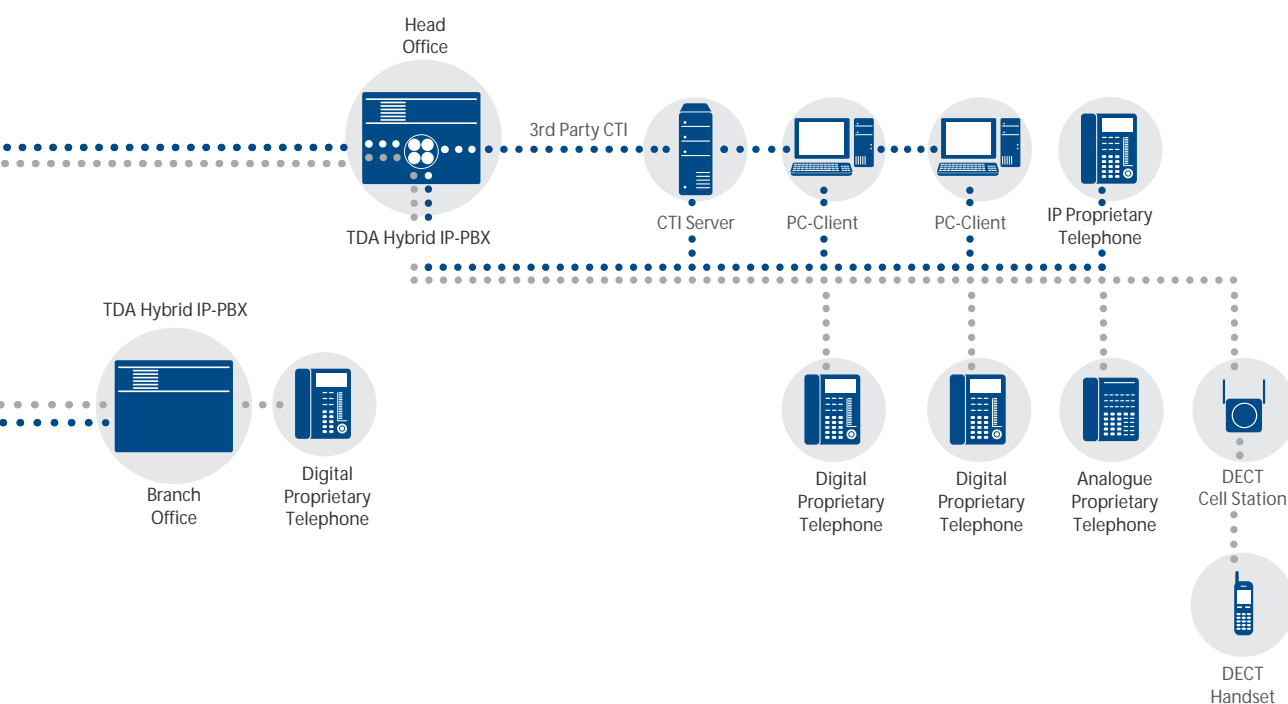 Head
Office
3rd Party CTI
TDA Hybrid IP-PBX
CTI Server
PC-Client
PC-Client
IP Proprietary
Telephone
TDA Hybrid IP-PBX
Branch
Office
Digital
Proprietary
Telephone
Digital
Proprietary
Telephone
Digital
Proprietary
Telephone
Analogue
Proprietary
Telephone
DECT
Cell Station
DECT
Handset